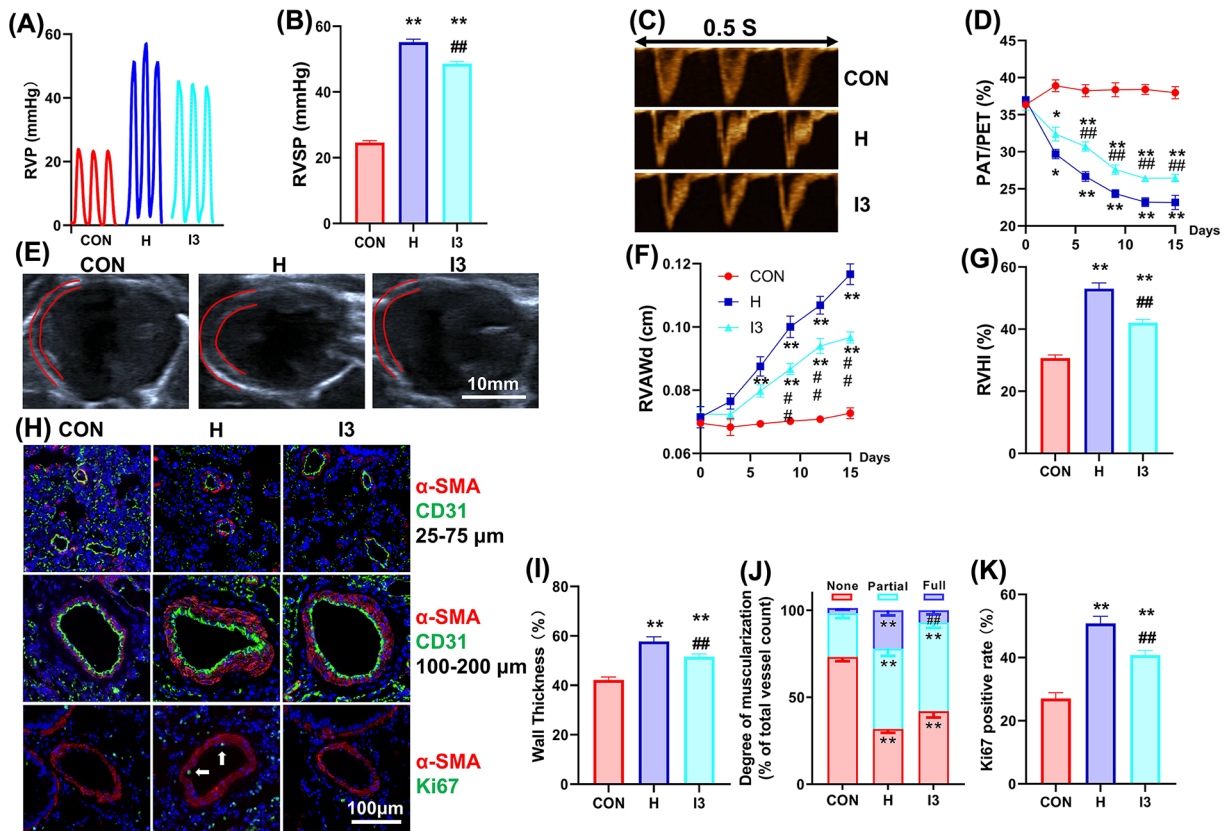 (A)
RVP (mmHg)
60
40
20
0
CON H I3
(B)
RVSP (mmHg)
80
60
40
20
0
** **
##
CON H I3
(C)
0.5 S
CON
H
I3
(D)
PAT/PET (%)
40
35
30
25
20
* ** ** ** **
## ## ## ##
* ** ** ** **
0 5 10 15 Days
(E)
CON H I3
10mm
(F)
RVAWd (cm)
0.12
0.10
0.08
0.06
CON
H
I3
** ** ** **
** ** **
# # #
# # #
0 5 10 15 Days
(G)
RVHI (%)
60
40
20
0
** **
##
CON H I3
(H)
CON H I3
α-SMA
CD31
25-75 μm
α-SMA
CD31
100-200 μm
α-SMA
Ki67
100μm
(I)
Wall Thickness (%)
80
60
40
20
0
** **
##
CON H I3
(J)
None Partial Full
Degree of muscularization
(% of total vessel count)
100
50
0
** ##
** **
** **
CON H I3
(K)
Ki67 positive rate (%)
60
40
20
0
** **
##
CON H I3